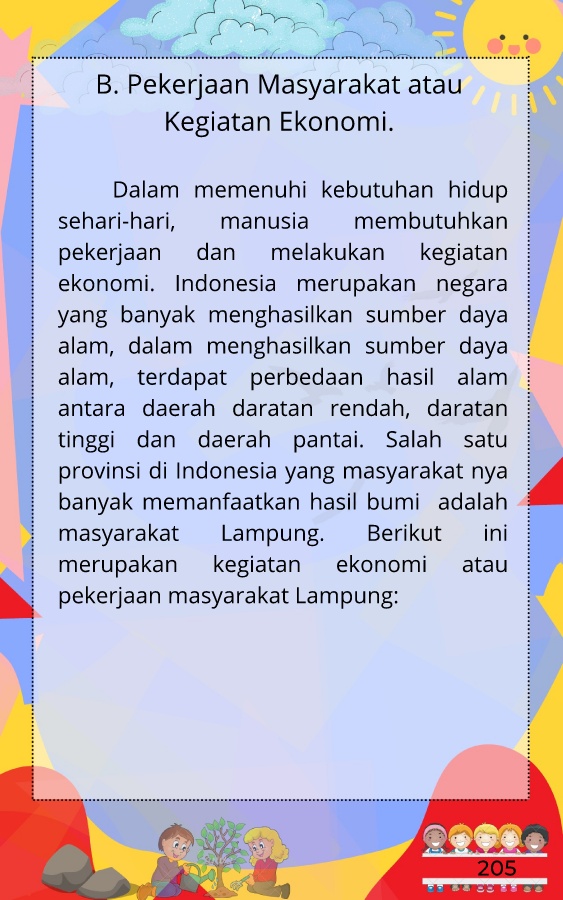 B. Pekerjaan Masyarakat atau
Kegiatan Ekonomi.
Dalam memenuhi kebutuhan hidup
sehari-hari, manusia membutuhkan
pekerjaan dan melakukan kegiatan
ekonomi. Indonesia merupakan negara
yang banyak menghasilkan sumber daya
alam, dalam menghasilkan sumber daya
alam, terdapat perbedaan hasil alam
antara daerah daratan rendah, daratan
tinggi dan daerah pantai. Salah satu
provinsi di Indonesia yang masyarakat nya
banyak memanfaatkan hasil bumi adalah
masyarakat Lampung. Berikut ini
merupakan kegiatan ekonomi atau
pekerjaan masyarakat Lampung:
205